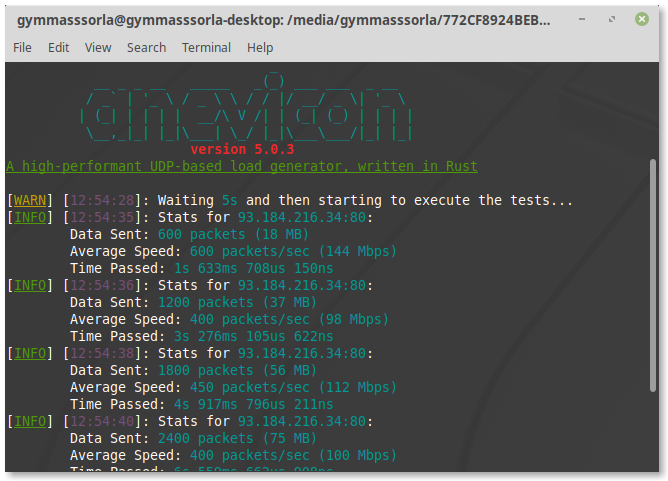 gymmasssorla@gymmasssorla-desktop: /media/gymmasssorla/772CF8924BEB...
File Edit View Search Terminal Help
anevicon
version 5.0.3
A high-performant UDP-based load generator, written in Rust
[WARN] [12:54:28]: Waiting 5s and then starting to execute the tests...
[INFO] [12:54:35]: Stats for 93.184.216.34:80:
Data Sent: 600 packets (18 MB)
Average Speed: 600 packets/sec (144 Mbps)
Time Passed: 1s 633ms 708us 150ns
[INFO] [12:54:36]: Stats for 93.184.216.34:80:
Data Sent: 1200 packets (37 MB)
Average Speed: 400 packets/sec (98 Mbps)
Time Passed: 3s 276ms 105us 622ns
[INFO] [12:54:38]: Stats for 93.184.216.34:80:
Data Sent: 1800 packets (56 MB)
Average Speed: 450 packets/sec (112 Mbps)
Time Passed: 4s 917ms 796us 211ns
[INFO] [12:54:40]: Stats for 93.184.216.34:80:
Data Sent: 2400 packets (75 MB)
Average Speed: 400 packets/sec (100 Mbps)
Time Passed: 6s